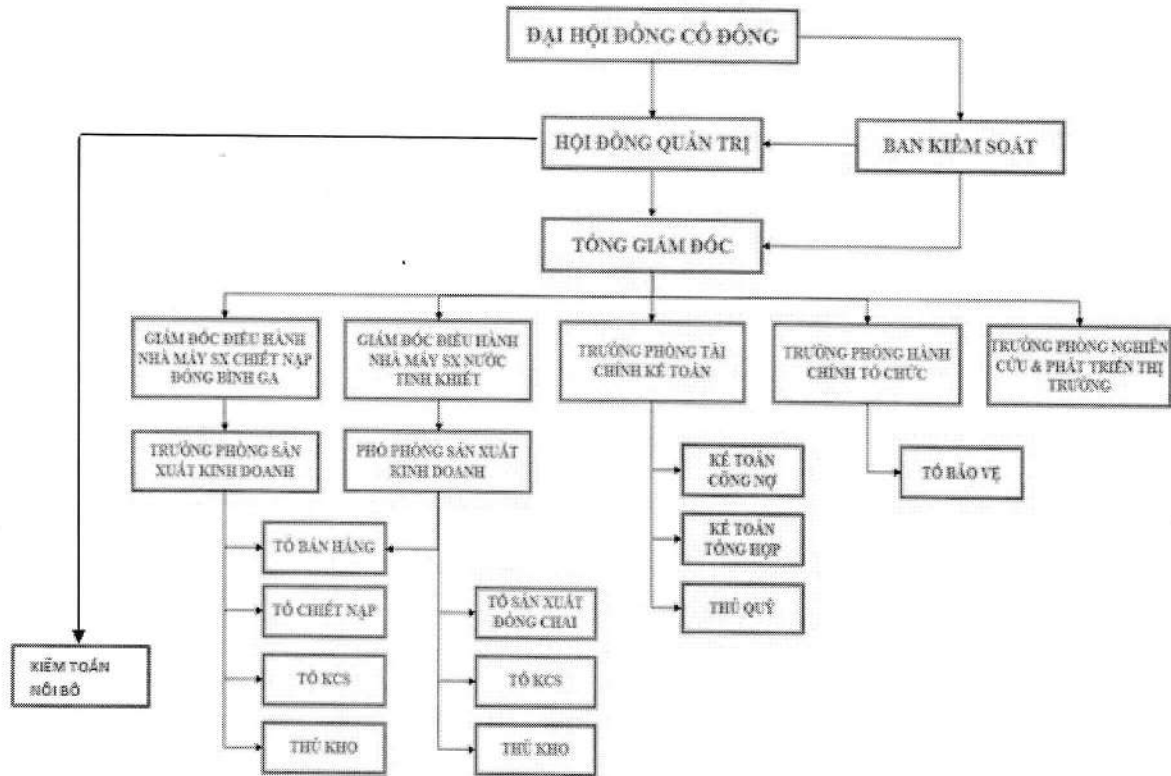 ĐẠI HỘI ĐỒNG CỔ ĐÔNG
HỘI ĐỒNG QUẢN TRỊ
BAN KIỂM SOÁT
TỔNG GIÁM ĐỐC
GIÁM ĐỐC ĐIỀU HÀNH
NHÀ MÁY SX CHIẾT NẠP
ĐÓNG BÌNH GA
GIÁM ĐỐC ĐIỀU HÀNH
NHÀ MÁY SX NƯỚC
TINH KHIẾT
TRƯỞNG PHÒNG TÀI
CHÍNH KẾ TOÁN
TRƯỞNG PHÒNG HÀNH
CHÍNH TỔ CHỨC
TRƯỞNG PHÒNG NGHIÊN
CỨU & PHÁT TRIỂN THỊ
TRƯỜNG
TRƯỞNG PHÒNG SẢN
XUẤT KINH DOANH
PHÓ PHÒNG SẢN XUẤT
KINH DOANH
KẾ TOÁN
CÔNG NỢ
TỔ BẢO VỆ
TỔ BÁN HÀNG
KẾ TOÁN
TỔNG HỢP
TỔ CHIẾT NẠP
TỔ SẢN XUẤT
ĐÓNG CHAI
THỦ QUỸ
KIỂM TOÁN
NỘI BỘ
TỔ KCS
TỔ KCS
THỦ KHO
THỦ KHO